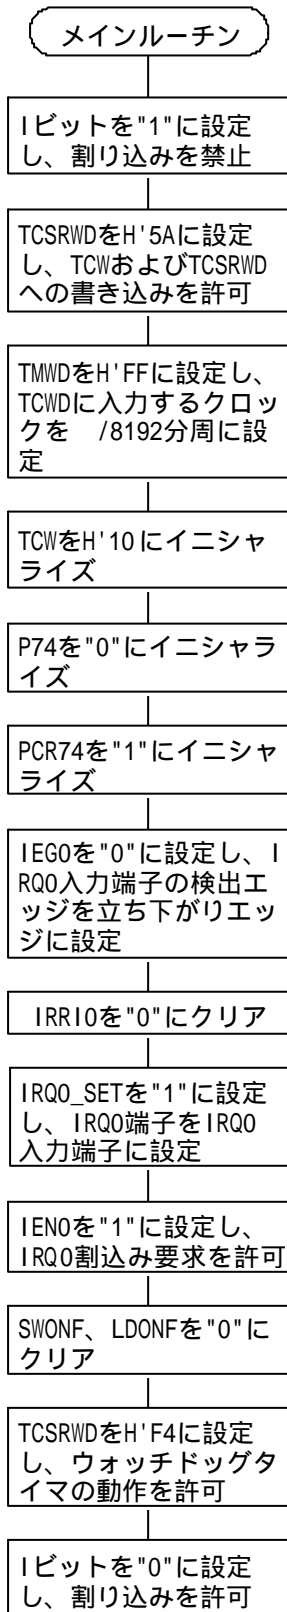 メインルーチン
Iビットを"1"に設定
し、割り込みを禁止
TCSRWDをH'5Aに設定
し、TCWおよびTCSRWD
への書き込みを許可
TMWDをH'FFに設定し、
TCWDに入力するクロッ
クを　/8192分周に設
定
TCWをH'10にイニシャ
ライズ
P74を"0"にイニシャラ
イズ
PCR74を"1"にイニシャ
ライズ
IEG0を"0"に設定し、I
RQ0入力端子の検出エ
ッジを立ち下がりエッ
ジに設定
IRRI0を"0"にクリア
IRQ0_SETを"1"に設定
し、IRQ0端子をIRQ0
入力端子に設定
IEN0を"1"に設定し、
IRQ0割込み要求を許可
SWONF、LDONFを"0"に
クリア
TCSRWDをH'F4に設定
し、ウォッチドッグタ
イマの動作を許可
Iビットを"0"に設定
し、割り込みを許可